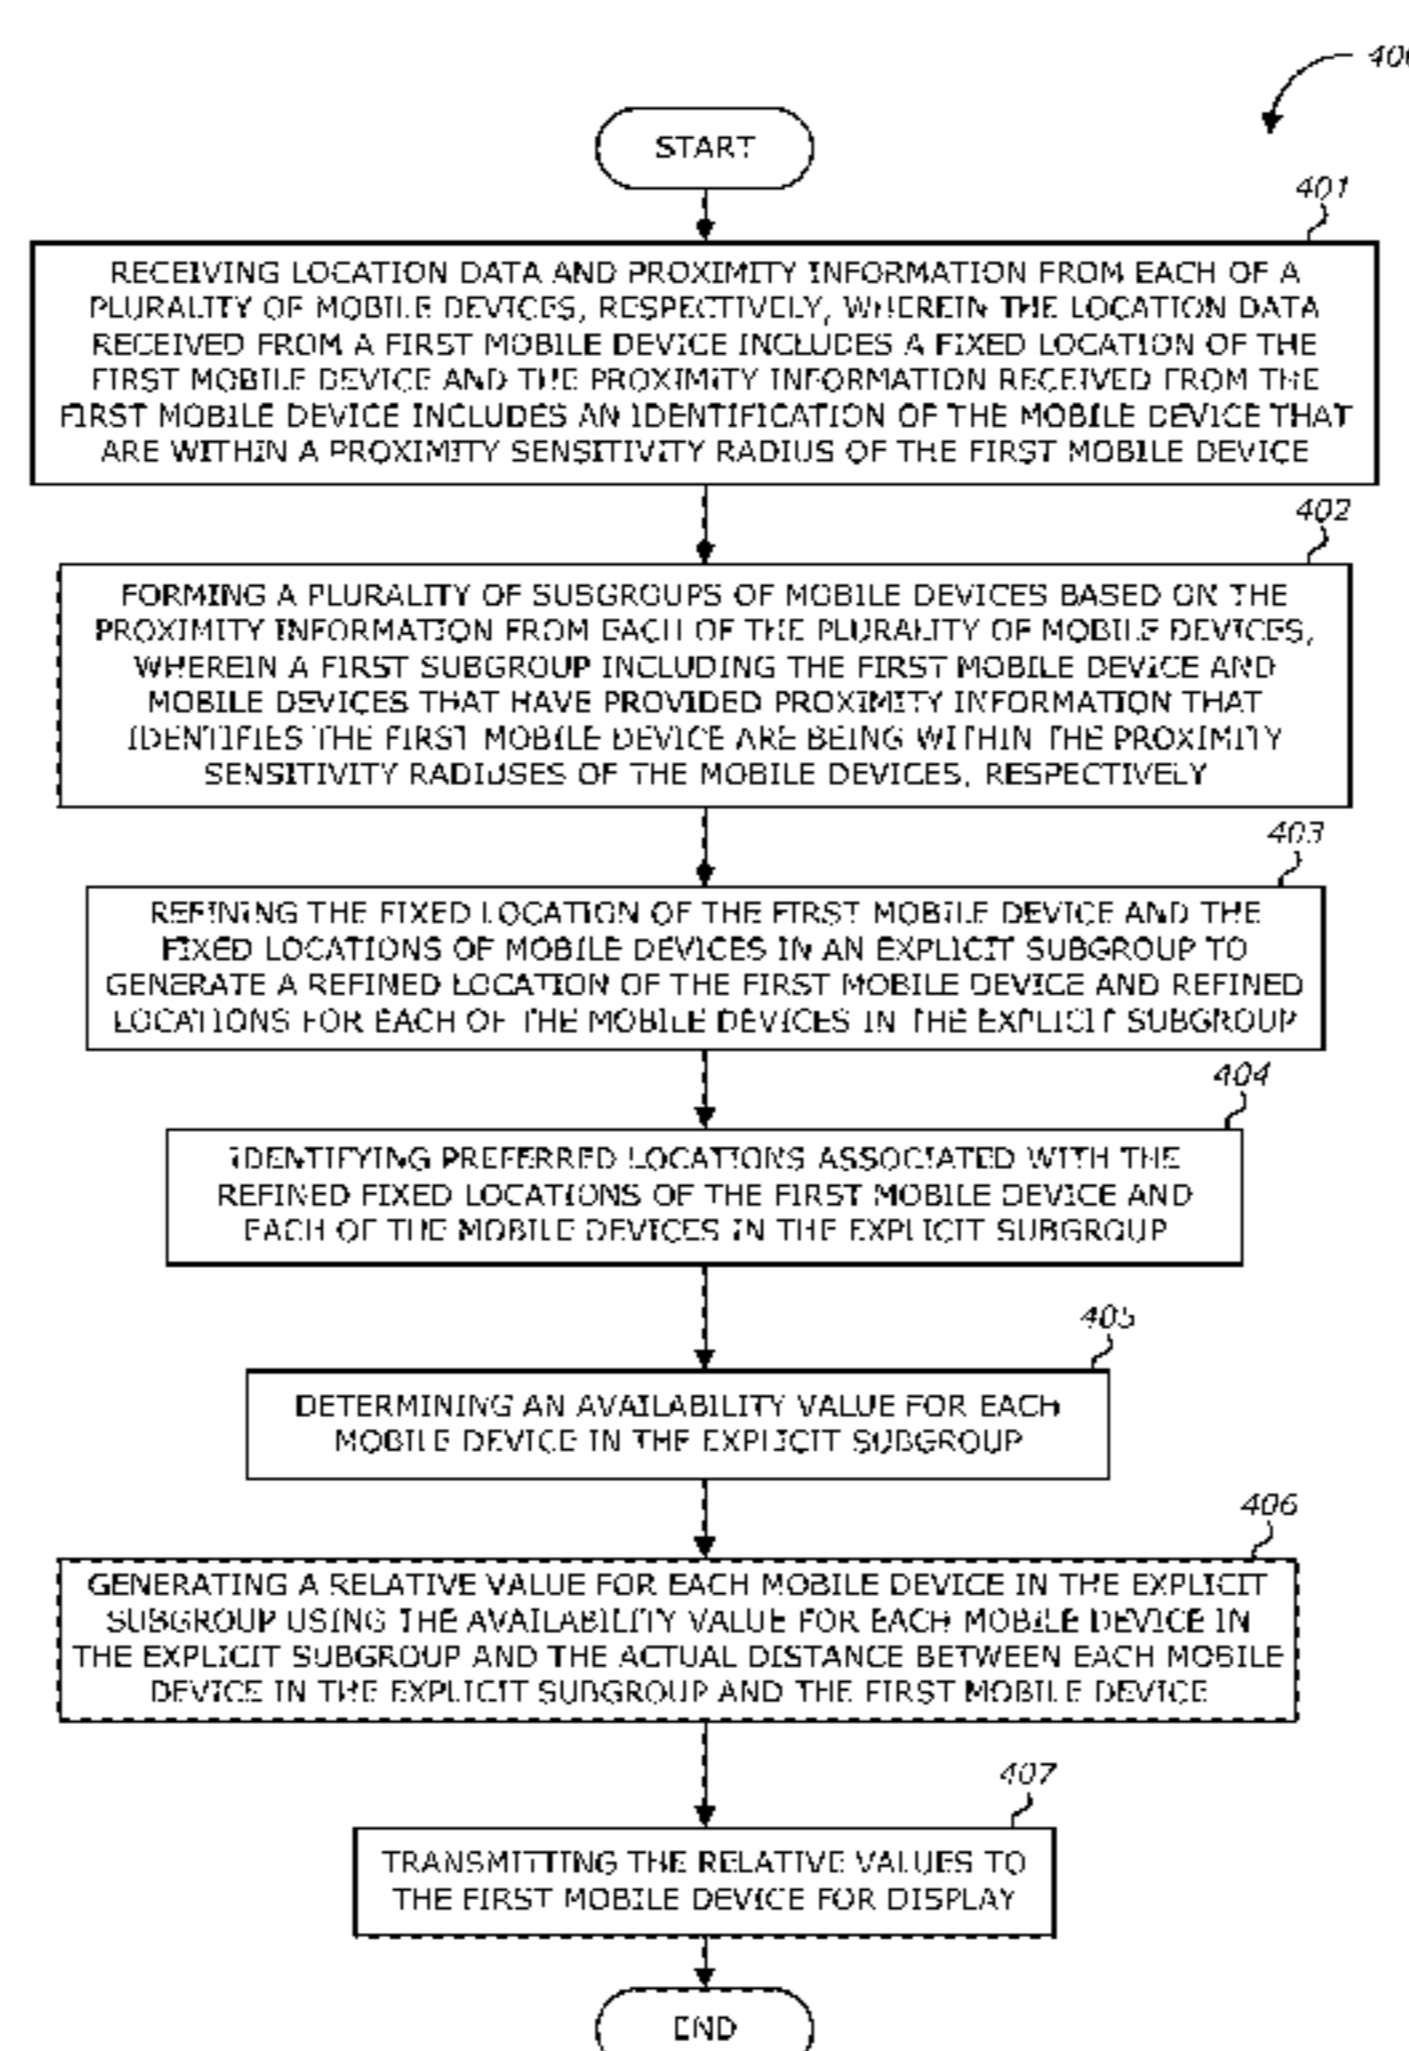 400
START
401
RECEIVING LOCATION DATA AND PROXIMITY INFORMATION FROM EACH OF A
PLURALITY OF MOBILE DEVICES, RESPECTIVELY, WHEREIN THE LOCATION DATA
RECEIVED FROM A FIRST MOBILE DEVICE INCLUDES A FIXED LOCATION OF THE
FIRST MOBILE DEVICE AND THE PROXIMITY INFORMATION RECEIVED FROM THE
FIRST MOBILE DEVICE INCLUDES AN IDENTIFICATION OF THE MOBILE DEVICE THAT
ARE WITHIN A PROXIMITY SENSITIVITY RADIUS OF THE FIRST MOBILE DEVICE
402
FORMING A PLURALITY OF SUBGROUPS OF MOBILE DEVICES BASED ON THE
PROXIMITY INFORMATION FROM EACH OF THE PLURALITY OF MOBILE DEVICES,
WHEREIN A FIRST SUBGROUP INCLUDING THE FIRST MOBILE DEVICE AND
MOBILE DEVICES THAT HAVE PROVIDED PROXIMITY INFORMATION THAT
IDENTIFIES THE FIRST MOBILE DEVICE ARE BEING WITHIN THE PROXIMITY
SENSITIVITY RADIUSES OF THE MOBILE DEVICES, RESPECTIVELY
403
REFINING THE FIXED LOCATION OF THE FIRST MOBILE DEVICE AND THE
FIXED LOCATIONS OF MOBILE DEVICES IN AN EXPLICIT SUBGROUP TO
GENERATE A REFINED LOCATION OF THE FIRST MOBILE DEVICE AND REFINED
LOCATIONS FOR EACH OF THE MOBILE DEVICES IN THE EXPLICIT SUBGROUP
404
IDENTIFYING PREFERRED LOCATIONS ASSOCIATED WITH THE
REFINED FIXED LOCATIONS OF THE FIRST MOBILE DEVICE AND
EACH OF THE MOBILE DEVICES IN THE EXPLICIT SUBGROUP
405
DETERMINING AN AVAILABILITY VALUE FOR EACH
MOBILE DEVICE IN THE EXPLICIT SUBGROUP
406
GENERATING A RELATIVE VALUE FOR EACH MOBILE DEVICE IN THE EXPLICIT
SUBGROUP USING THE AVAILABILITY VALUE FOR EACH MOBILE DEVICE IN
THE EXPLICIT SUBGROUP AND THE ACTUAL DISTANCE BETWEEN EACH MOBILE
DEVICE IN THE EXPLICIT SUBGROUP AND THE FIRST MOBILE DEVICE
407
TRANSMITTING THE RELATIVE VALUES TO
THE FIRST MOBILE DEVICE FOR DISPLAY
END